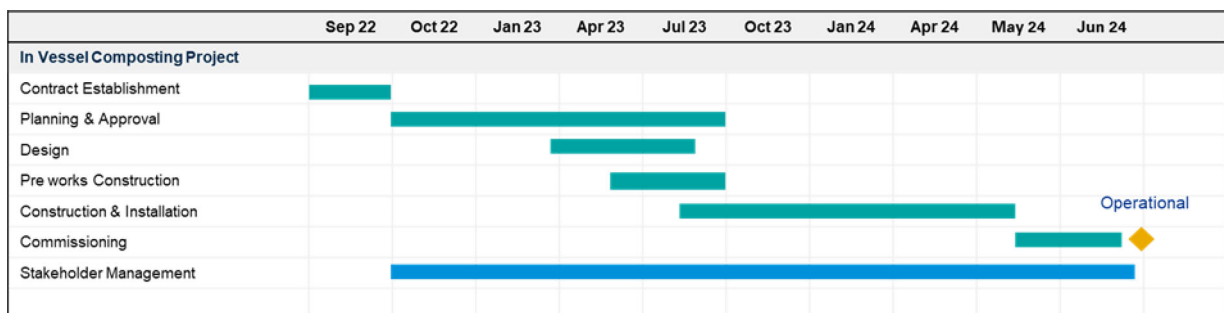 Sep 22 Oct 22 Jan 23 Apr 23 Jul 23 Oct 23 Jan 24 Apr 24 May 24 Jun 24
In Vessel Composting Project
Contract Establishment
Planning & Approval
Design
Pre works Construction
Construction & Installation
Operational
Commissioning
Stakeholder Management